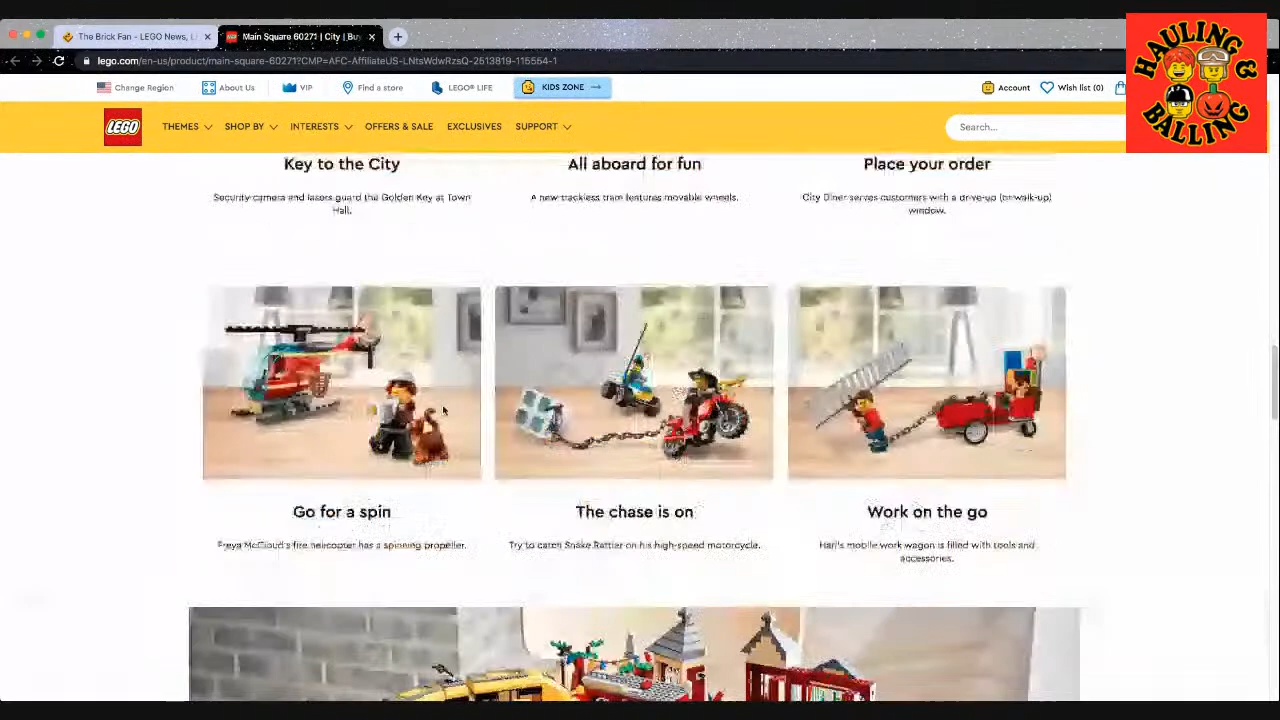 The Brick Fan - LEGO News, L
Main Square 60271 | City | Buy
lego.com/en-us/product/main-square-60271?CMP=AFC-AffiliateUS-LNtsWdwRzsQ-2513819-115554-1
HAULING & BALLING
Change Region
About Us
VIP
Find a store
LEGO® LIFE
KIDS ZONE
Account
Wish list (0)
LEGO
THEMES
SHOP BY
INTERESTS
OFFERS & SALE
EXCLUSIVES
SUPPORT
Search...
Key to the City
All aboard for fun
Place your order
Security camera and lasers guard the Golden Key at Town
Hall.
A new trackless tram features movable wheels.
City Diner serves customers with a drive-up (or walk-up)
window.
Go for a spin
The chase is on
Work on the go
Freya McCloud's fire helicopter has a spinning propeller.
Try to catch Snake Rattler on his high-speed motorcycle.
Harl's mobile work wagon is filled with tools and
accessories.